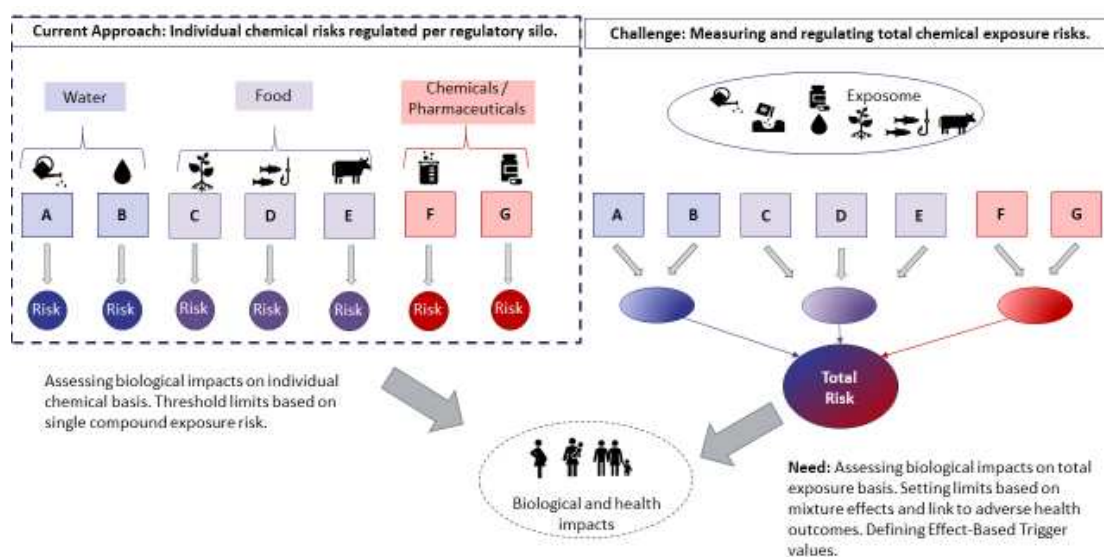 Current Approach: Individual chemical risks regulated per regulatory silo.
Water
Food
Chemicals /
Pharmaceuticals
A
B
C
D
E
F
G
Risk
Risk
Risk
Risk
Risk
Risk
Risk
Assessing biological impacts on individual
chemical basis. Threshold limits based on
single compound exposure risk.
Challenge: Measuring and regulating total chemical exposure risks.
Exposome
A
B
C
D
E
F
G
Total
Risk
Biological and health
impacts
Need: Assessing biological impacts on total
exposure basis. Setting limits based on
mixture effects and link to adverse health
outcomes. Defining Effect-Based Trigger
values.